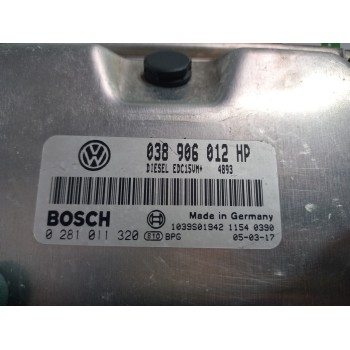 038 906 012 HP
DIESEL EDC15VM+ 4893
BOSCH
Made in Germany
1039S01942 1154 0390
0 281 011 320 BPG 05-03-17